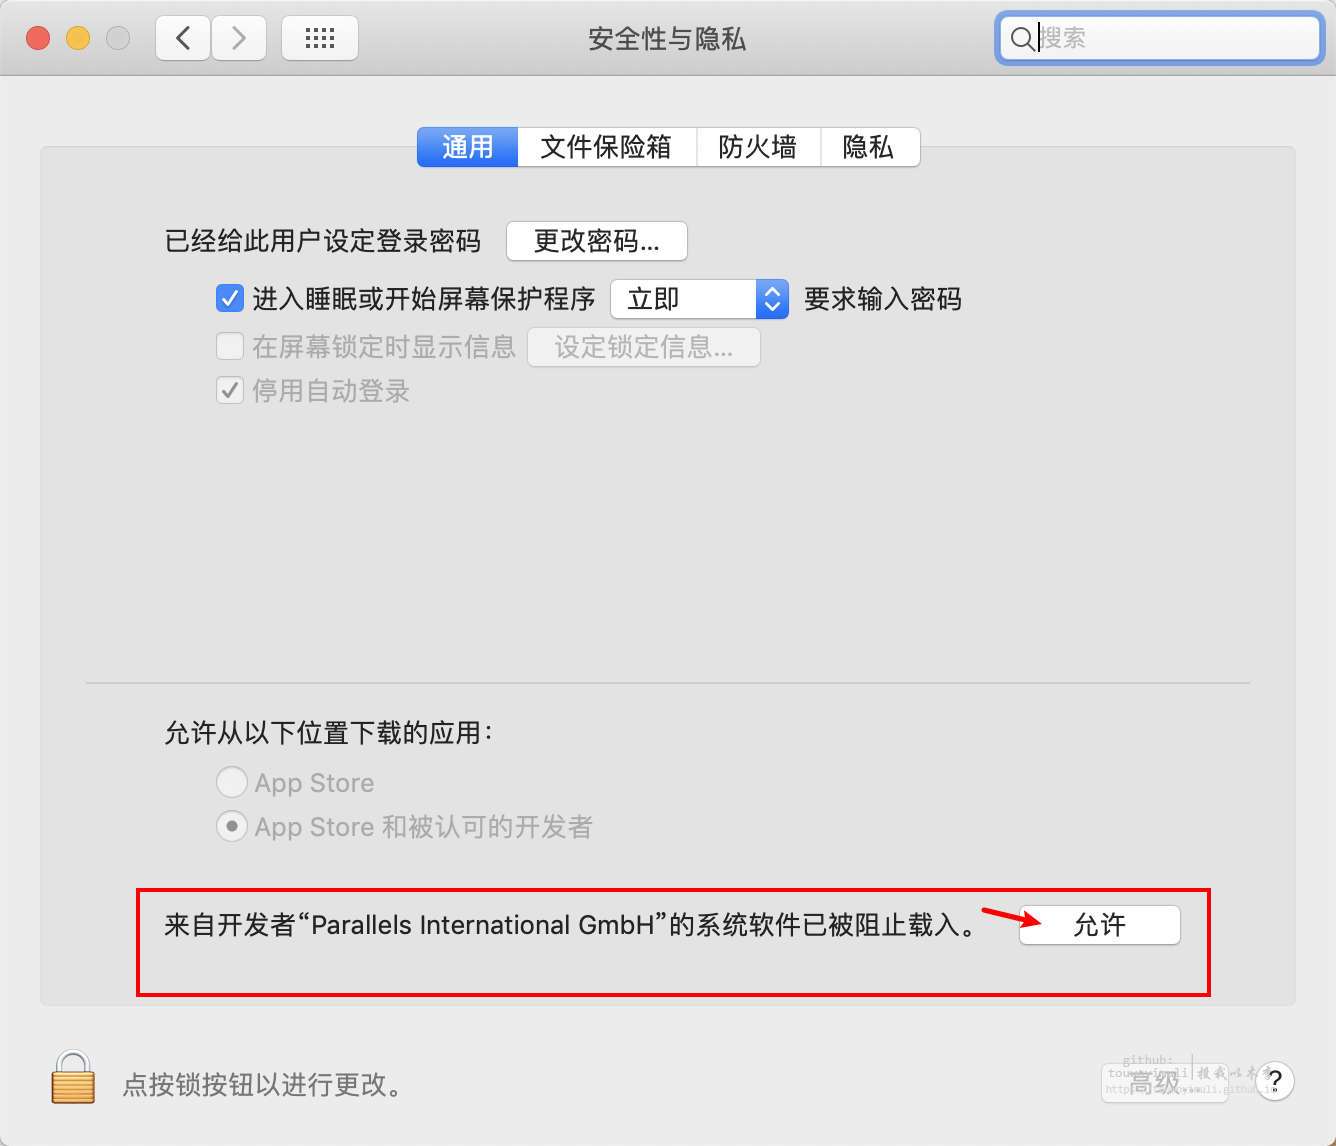 安全性与隐私
搜索
通用 文件保险箱 防火墙 隐私
已经给此用户设定登录密码 更改密码...
进入睡眠或开始屏幕保护程序 立即 要求输入密码
在屏幕锁定时显示信息 设定锁定信息...
停用自动登录
允许从以下位置下载的应用：
App Store
App Store 和被认可的开发者
来自开发者“Parallels International GmbH”的系统软件已被阻止载入。 允许
点按锁按钮以进行更改。
github:
高级...
?